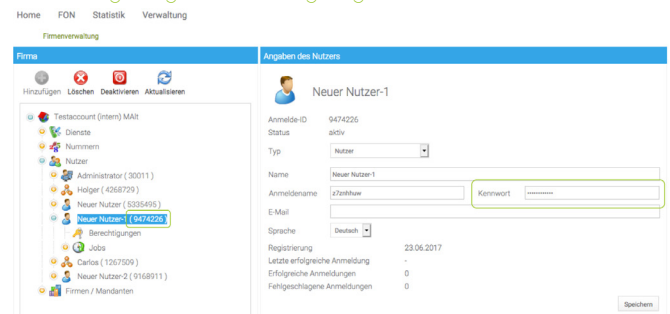 Home FON Statistik Verwaltung
Firmenverwaltung
Firma
Hinzufügen Löschen Deaktivieren Aktualisieren
Testaccount (intern) MAlt
Dienste
Nummern
Nutzer
Administrator ( 30011 )
Holger ( 4268729 )
Neuer Nutzer ( 5335495 )
Neuer Nutzer-1 ( 9474226 )
Berechtigungen
Jobs
Carlos ( 1267509 )
Neuer Nutzer-2 ( 9168911 )
Firmen / Mandanten
Angaben des Nutzers
Neuer Nutzer-1
Anmelde-ID 9474226
Status aktiv
Typ Nutzer
Name Neuer Nutzer-1
Anmeldename z7znhhuw Kennwort ••••••••••••
E-Mail
Sprache Deutsch
Registrierung 23.06.2017
Letzte erfolgreiche Anmeldung -
Erfolgreiche Anmeldungen 0
Fehlgeschlagene Anmeldungen 0
Speichern